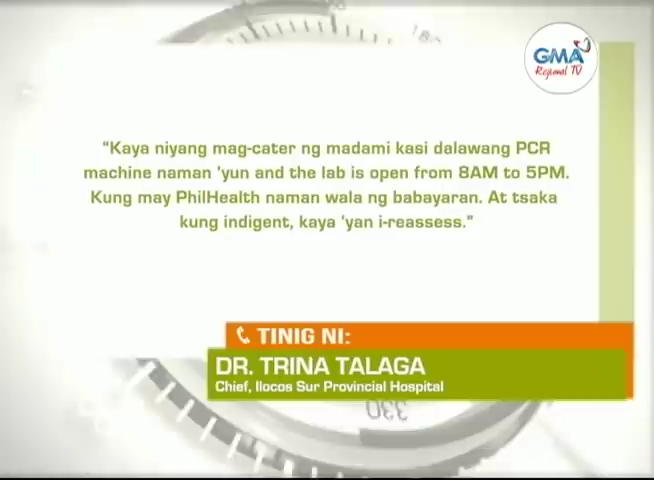 180
GMA
Regional TV
"Kaya niyang mag-cater ng madami kasi dalawang PCR
machine naman 'yun and the lab is open from 8AM to 5PM.
Kung may PhilHealth naman wala ng babayaran. At tsaka
kung indigent, kaya 'yan i-reassess."
TINIG NI:
DR. TRINA TALAGA
Chief, Ilocos Sur Provincial Hospital
330